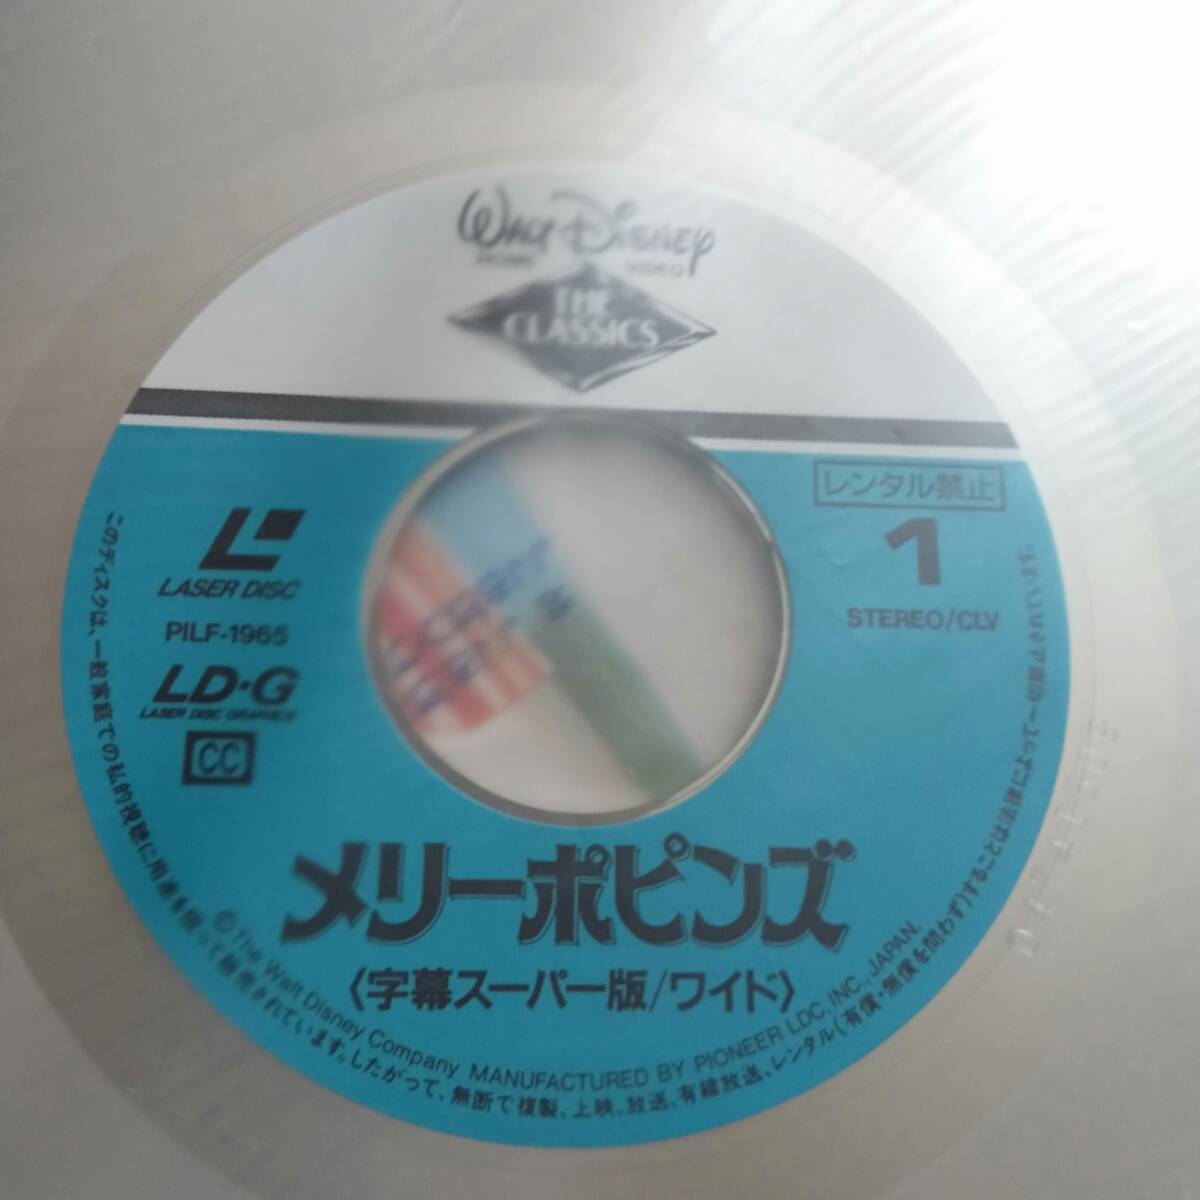 WALT DISNEY
HOME VIDEO
THE
CLASSICS
レンタル禁止
1
STEREO/CLV
LASER DISC
PILF-1965
LD・G
LASER DISC GRAPHICS
CC
メリーポピンズ
〈字幕スーパー版/ワイド〉
©The Walt Disney Company MANUFACTURED BY PIONEER LDC, INC., JAPAN.
このディスクは、一般家庭での私的視聴に用途を限って販売されています。したがって、無断で複製、上映、放送、有線放送、レンタル(有償・無償を問わず)することは法律によって一切禁止されています。